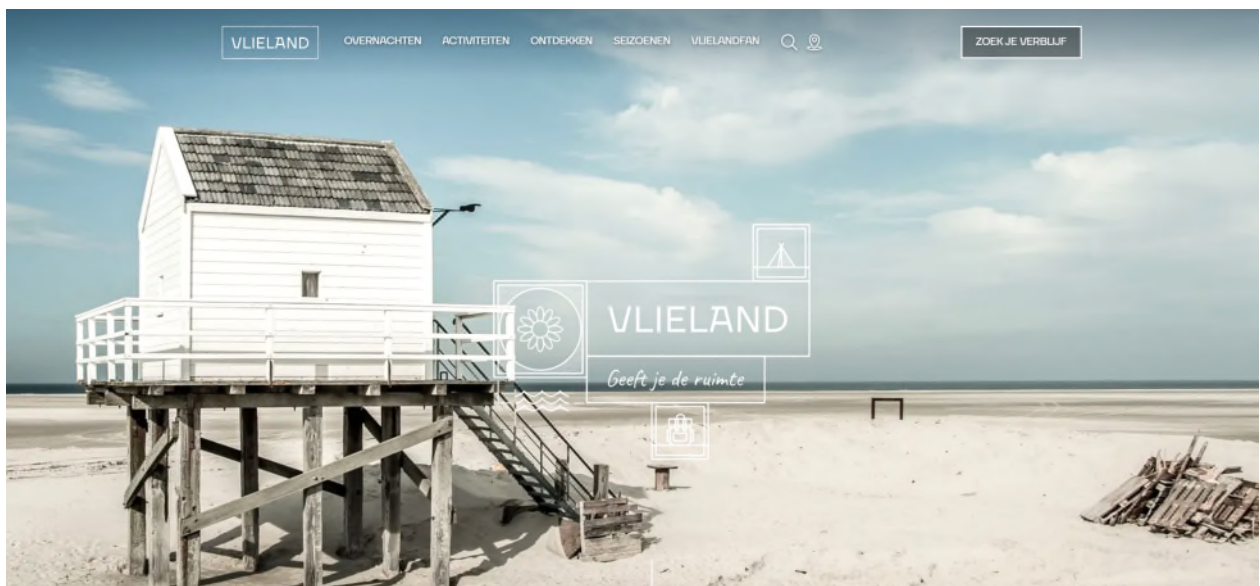 VLIELAND
OVERNACHTEN ACTIVITEITEN ONTDEKKEN SEIZOENEN VLIELANDFAN
ZOEK JE VERBLIJF
VLIELAND
Geeft je de ruimte